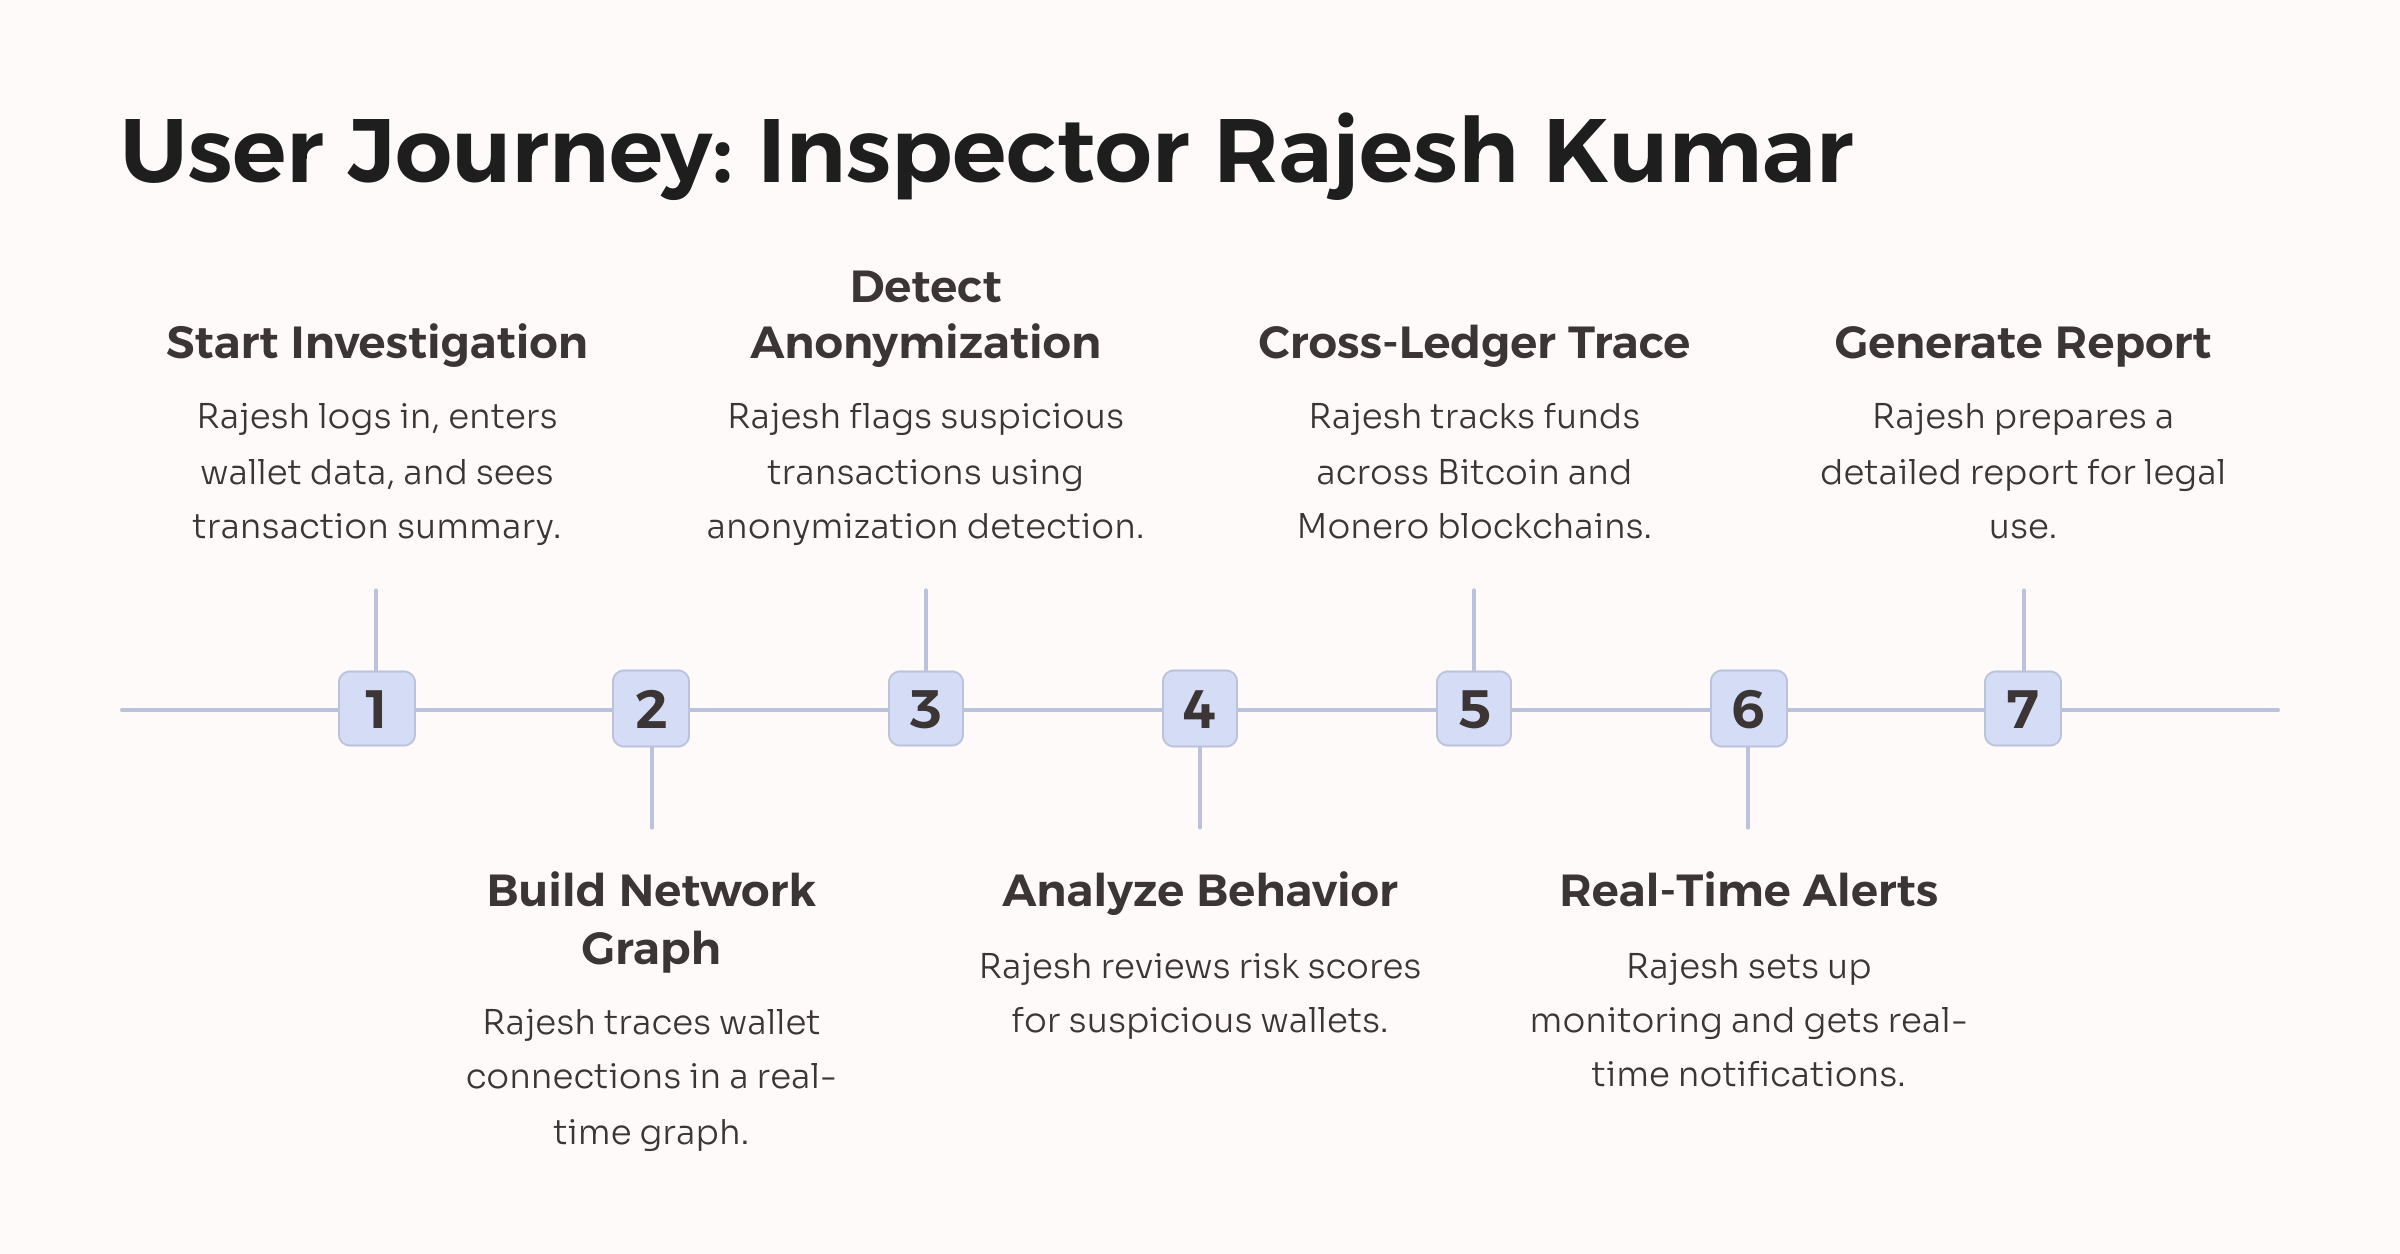 User Journey: Inspector Rajesh Kumar
Start Investigation
Rajesh logs in, enters
wallet data, and sees
transaction summary.
Detect
Anonymization
Rajesh flags suspicious
transactions using
anonymization detection.
Cross-Ledger Trace
Rajesh tracks funds
across Bitcoin and
Monero blockchains.
Generate Report
Rajesh prepares a
detailed report for legal
use.
1
2
3
4
5
6
7
Build Network
Graph
Rajesh traces wallet
connections in a real-
time graph.
Analyze Behavior
Rajesh reviews risk scores
for suspicious wallets.
Real-Time Alerts
Rajesh sets up
monitoring and gets real-
time notifications.